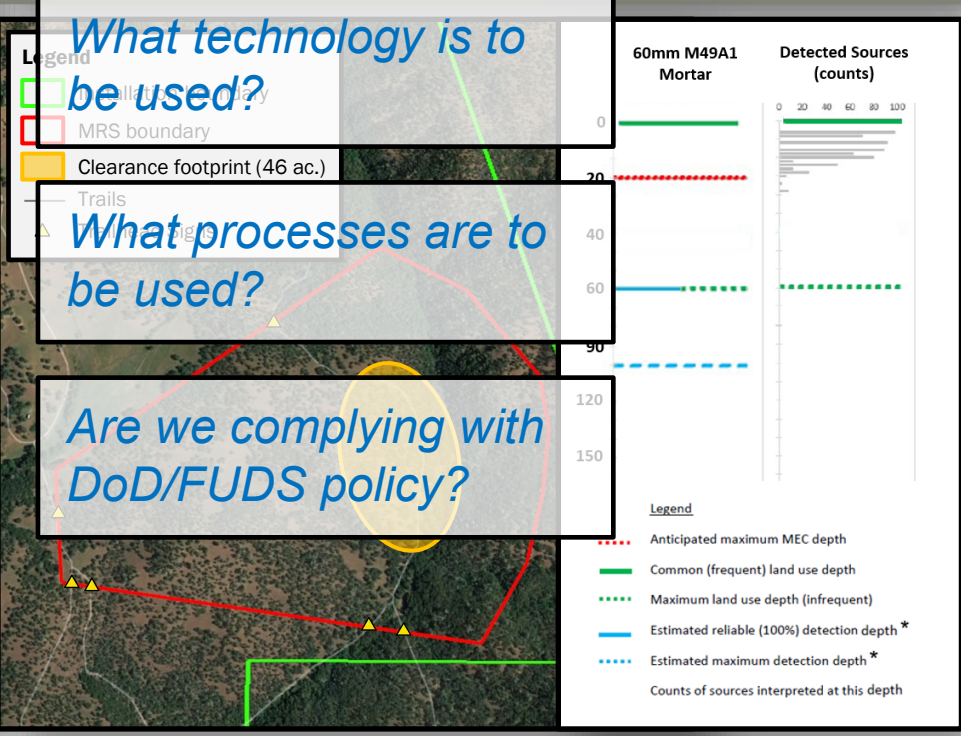 What technology is to
be used?
Legend
Installation boundary
MRS boundary
Clearance footprint (46 ac.)
Trails
Trailhead Signs
What processes are to
be used?
Are we complying with
DoD/FUDS policy?
60mm M49A1
Mortar
Detected Sources
(counts)
0 20 40 60 80 100
0
20
40
60
90
120
150
Legend
Anticipated maximum MEC depth
Common (frequent) land use depth
Maximum land use depth (infrequent)
Estimated reliable (100%) detection depth *
Estimated maximum detection depth *
Counts of sources interpreted at this depth